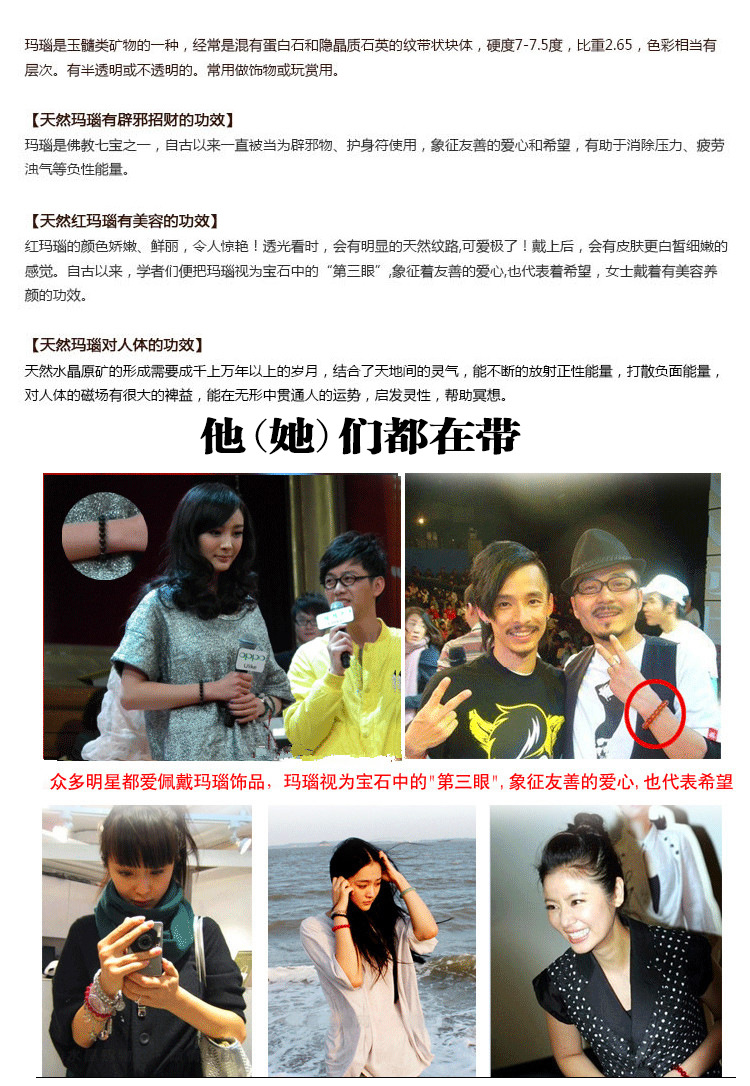 玛瑙是玉髓类矿物的一种，经常是混有蛋白石和隐晶质石英的纹带状块体，硬度7-7.5度，比重2.65，色彩相当有
层次。有半透明或不透明的。常用做饰物或玩赏用。
【天然玛瑙有辟邪招财的功效】
玛瑙是佛教七宝之一，自古以来一直被当为辟邪物、护身符使用，象征友善的爱心和希望，有助于消除压力、疲劳
浊气等负性能量。
【天然红玛瑙有美容的功效】
红玛瑙的颜色娇嫩、鲜丽，令人惊艳！透光看时，会有明显的天然纹路,可爱极了！戴上后，会有皮肤更白皙细嫩的
感觉。自古以来，学者们便把玛瑙视为宝石中的“第三眼”,象征着友善的爱心,也代表着希望，女士戴着有美容养
颜的功效。
【天然玛瑙对人体的功效】
天然水晶原矿的形成需要成千上万年以上的岁月，结合了天地间的灵气，能不断的放射正性能量，打散负面能量，
对人体的磁场有很大的裨益，能在无形中贯通人的运势，启发灵性，帮助冥想。
他(她)们都在带
oppo
Ulike
众多明星都爱佩戴玛瑙饰品，玛瑙视为宝石中的"第三眼",象征友善的爱心,也代表希望